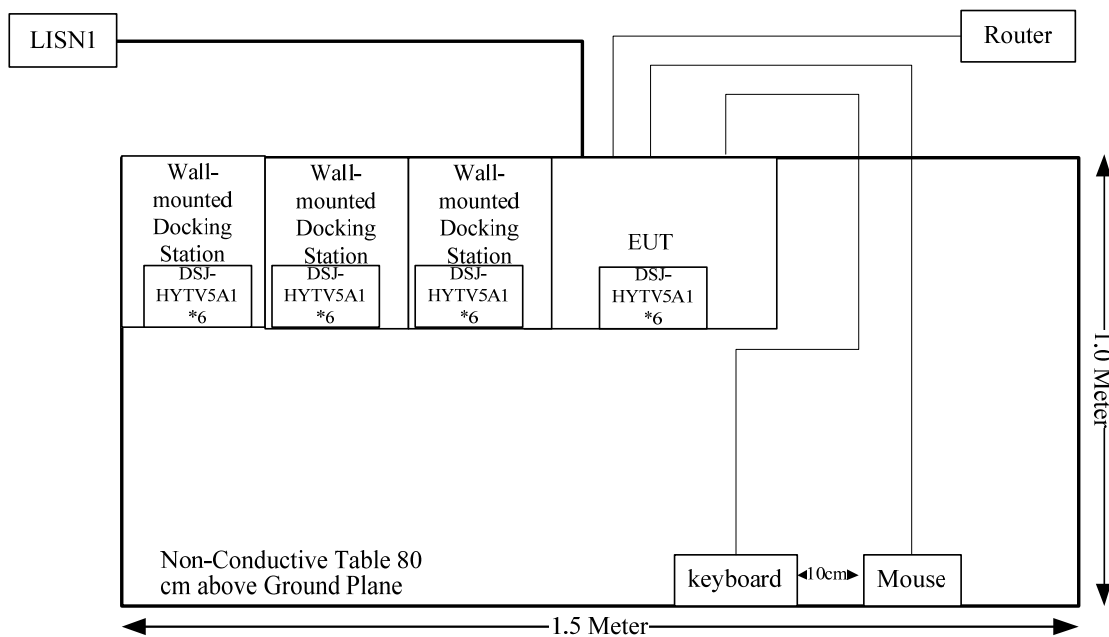 LISN1
Router
Wall-
mounted
Docking
Station
DSJ-
HYTV5A1
*6
Wall-
mounted
Docking
Station
DSJ-
HYTV5A1
*6
Wall-
mounted
Docking
Station
DSJ-
HYTV5A1
*6
EUT
DSJ-
HYTV5A1
*6
1.0 Meter
Non-Conductive Table 80
cm above Ground Plane
keyboard
10cm
Mouse
1.5 Meter